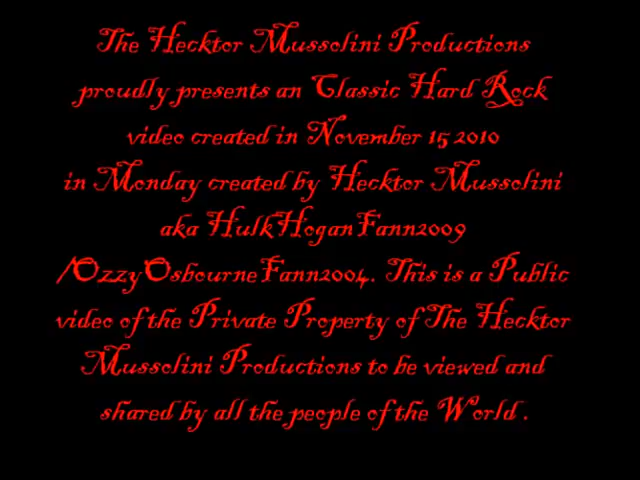 The Hecktor Mussolini Productions
proudly presents an Classic Hard Rock
video created in November 15 2010
in Monday created by Hecktor Mussolini
aka HulkHoganFann2009
/OzzyOsbourneFann2004. This is a Public
video of the Private Property of The Hecktor
Mussolini Productions to be viewed and
shared by all the people of the World .